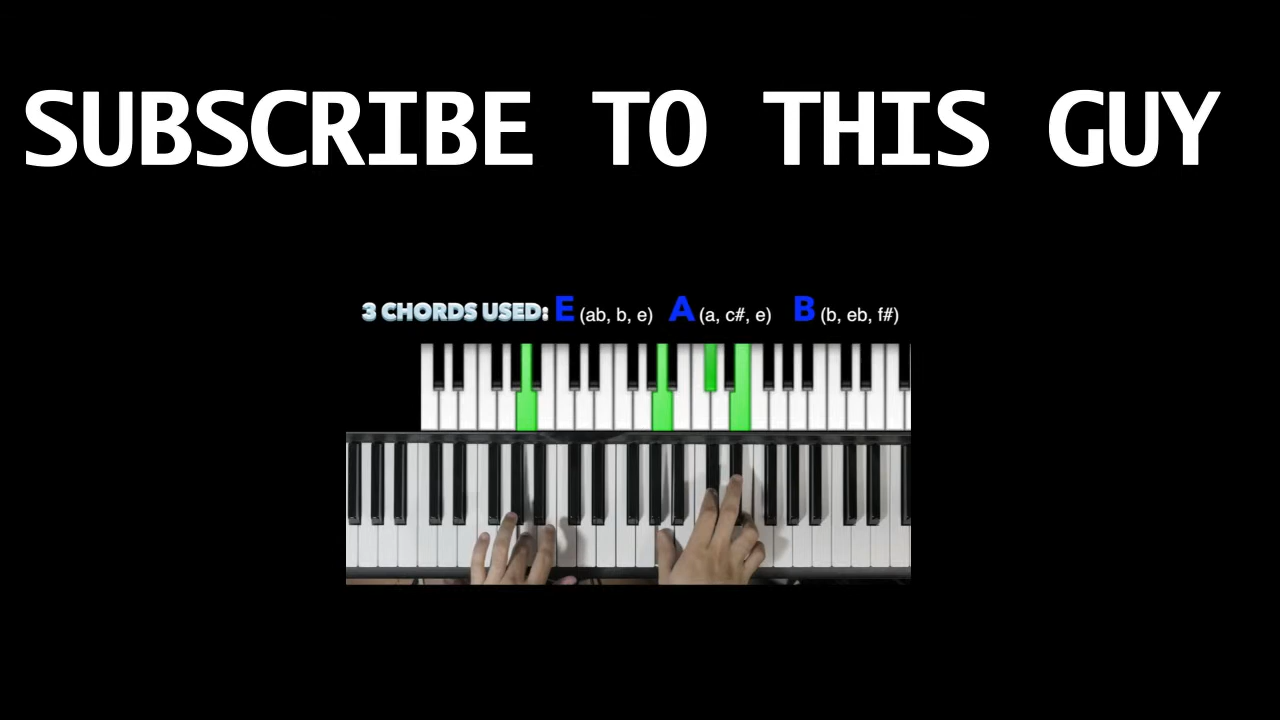 SUBSCRIBE TO THIS GUY
3 CHORDS USED: E (ab, b, e) A (a, c#, e) B (b, eb, f#)